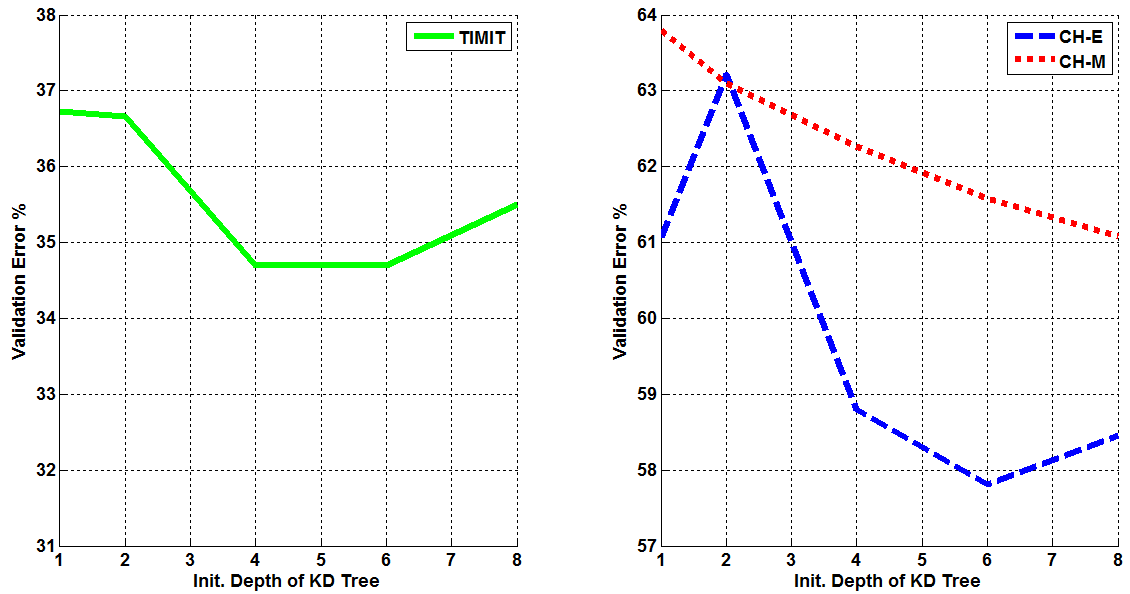 38
37
36
35
34
33
32
31
1 2 3 4 5 6 7 8
Validation Error %
Init. Depth of KD Tree
TIMIT
64
63
62
61
60
59
58
57
1 2 3 4 5 6 7 8
Validation Error %
Init. Depth of KD Tree
CH-E
CH-M